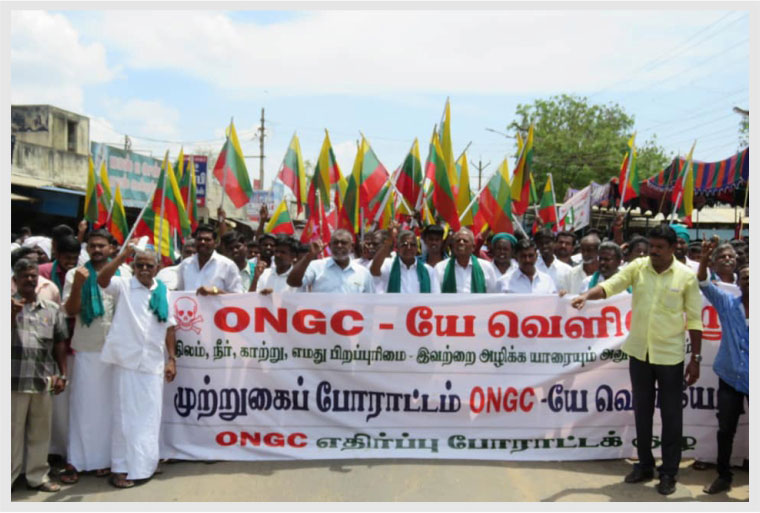 ONGC - யே வெளி
நிலம், நீர், காற்று, எமது பிறப்புரிமை - இவற்றை அழிக்க யாரையும்
முற்றுகைப் போராட்டம் ONGC -யே
ONGC எதிர்ப்பு போராட்டக் குழு